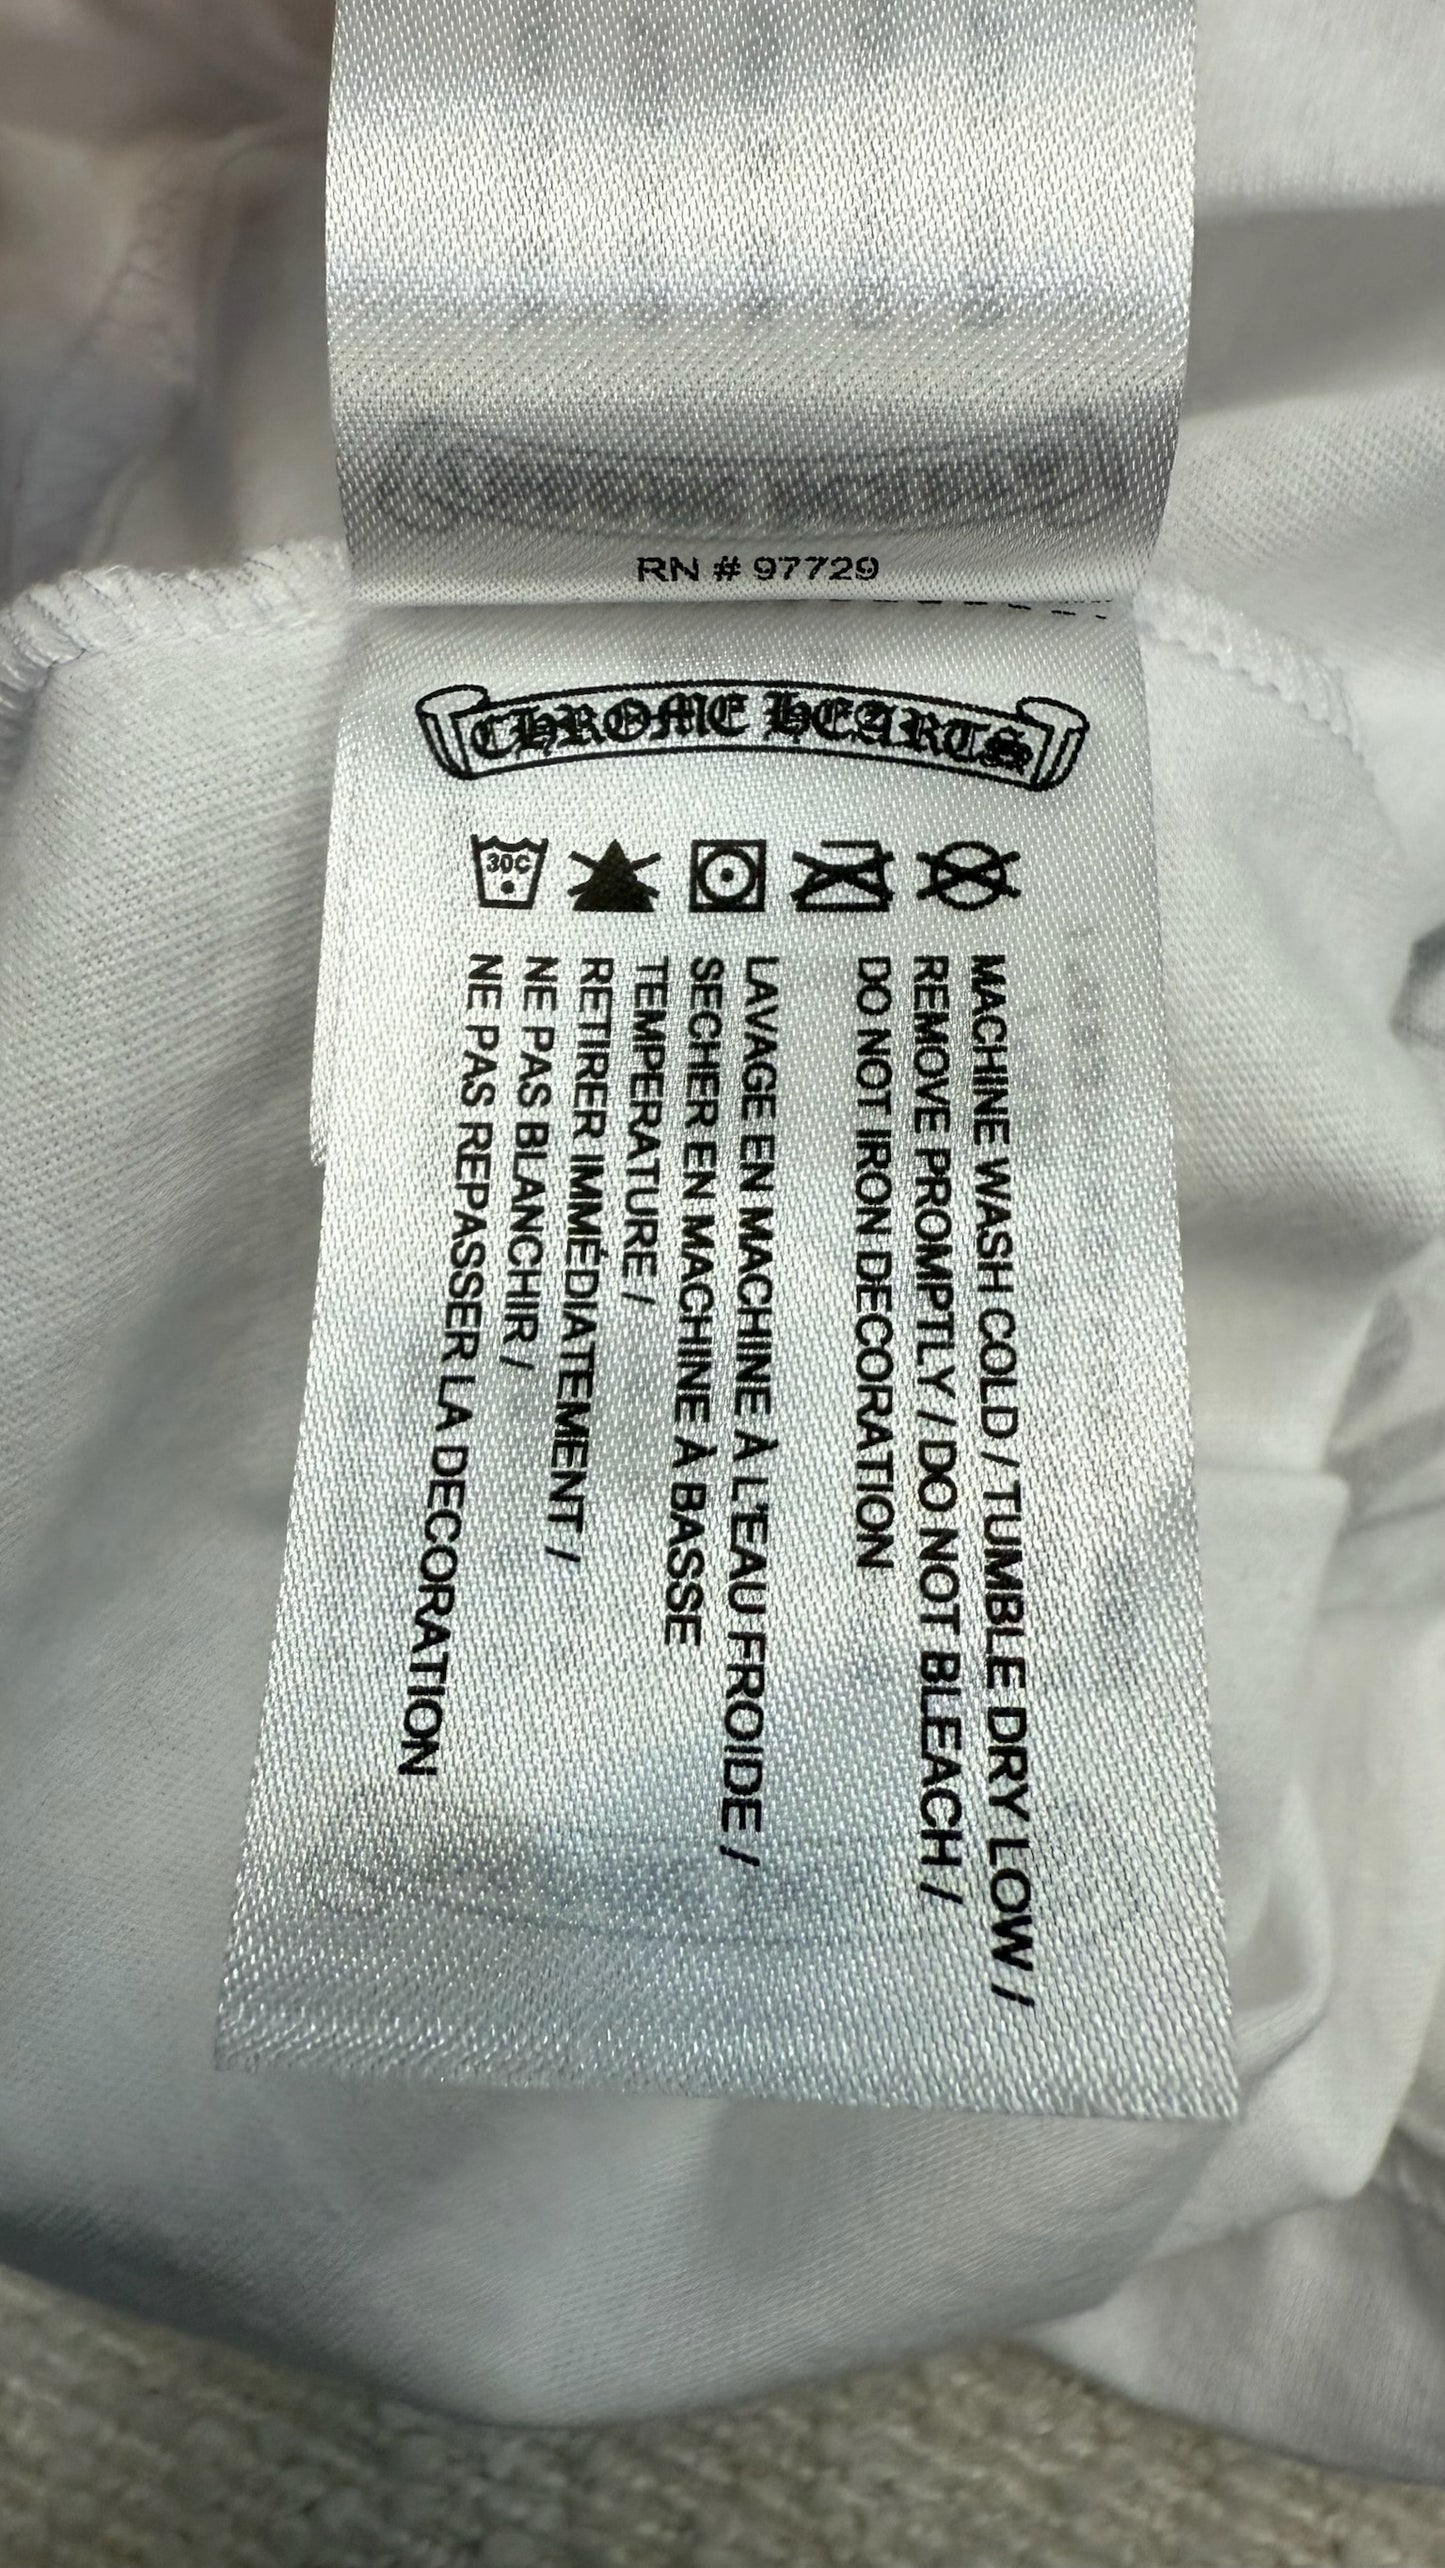 RN # 97729
CHROME HEARTS
30C
MACHINE WASH COLD / TUMBLE DRY LOW /
REMOVE PROMPTLY / DO NOT BLEACH /
DO NOT IRON DECORATION
LAVAGE EN MACHINE À L'EAU FROIDE /
SECHER EN MACHINE À BASSE
TEMPERATURE /
RETIRER IMMÉDIATEMENT /
NE PAS BLANCHIR /
NE PAS REPASSER LA DECORATION